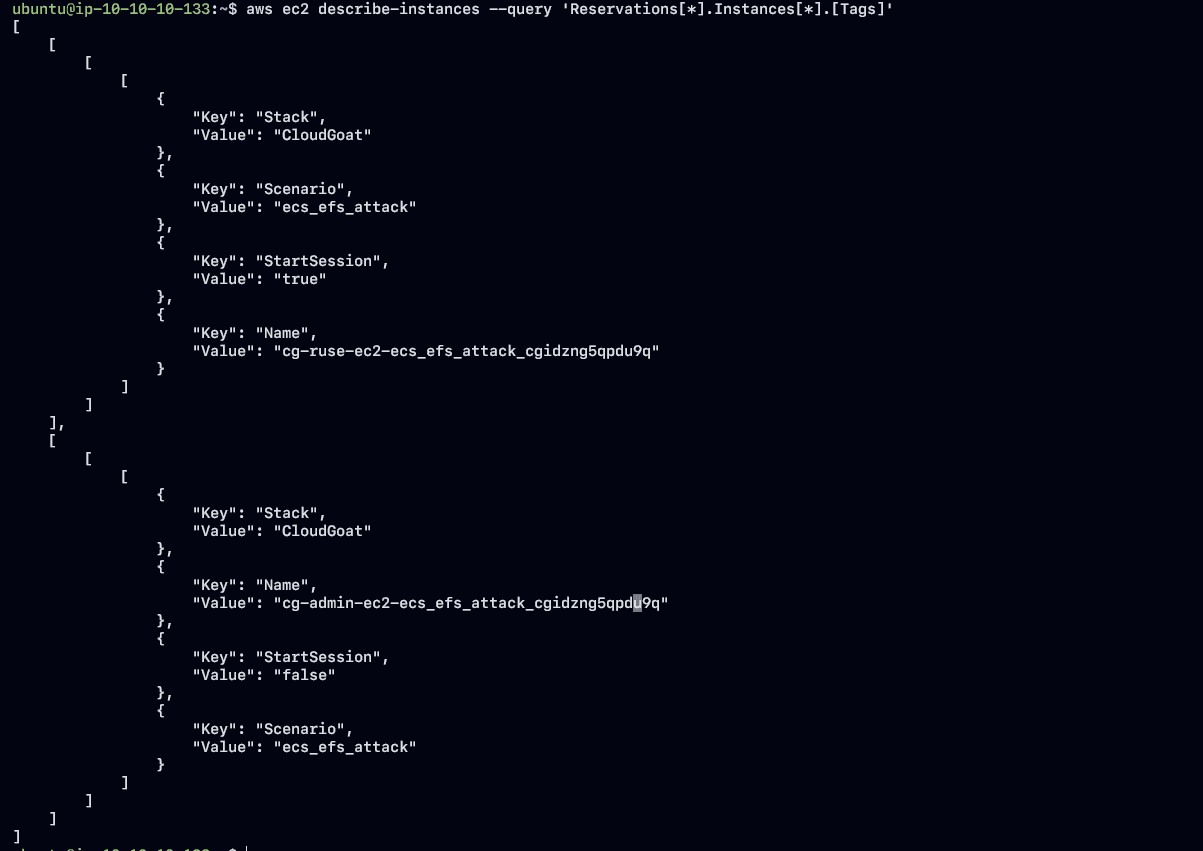 ubuntu@ip-10-10-10-133:~$ aws ec2 describe-instances --query 'Reservations[*].Instances[*].[Tags]'
[
    [
        [
            [
                {
                    "Key": "Stack",
                    "Value": "CloudGoat"
                },
                {
                    "Key": "Scenario",
                    "Value": "ecs_efs_attack"
                },
                {
                    "Key": "StartSession",
                    "Value": "true"
                },
                {
                    "Key": "Name",
                    "Value": "cg-ruse-ec2-ecs_efs_attack_cgidzng5qpdu9q"
                }
            ]
        ]
    ],
    [
        [
            [
                {
                    "Key": "Stack",
                    "Value": "CloudGoat"
                },
                {
                    "Key": "Name",
                    "Value": "cg-admin-ec2-ecs_efs_attack_cgidzng5qpdu9q"
                },
                {
                    "Key": "StartSession",
                    "Value": "false"
                },
                {
                    "Key": "Scenario",
                    "Value": "ecs_efs_attack"
                }
            ]
        ]
    ]
]